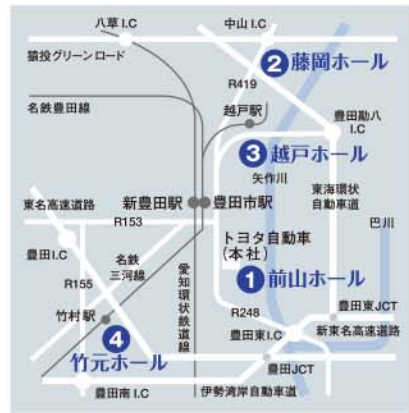 八草 I.C
中山 I.C
猿投グリーンロード
2 藤岡ホール
R419
名鉄豊田線
越戸駅
豊田勘八
I.C
3 越戸ホール
矢作川
東海環状
自動車道
新豊田駅
豊田市駅
東名高速道路
R153
巴川
トヨタ自動車
(本社)
豊田I.C
名鉄
三河線
愛知環状鉄道線
1 前山ホール
R155
竹村駅
R248
豊田東JCT
豊田東I.C
新東名高速道路
4
竹元ホール
豊田JCT
豊田南 I.C
伊勢湾岸自動車道